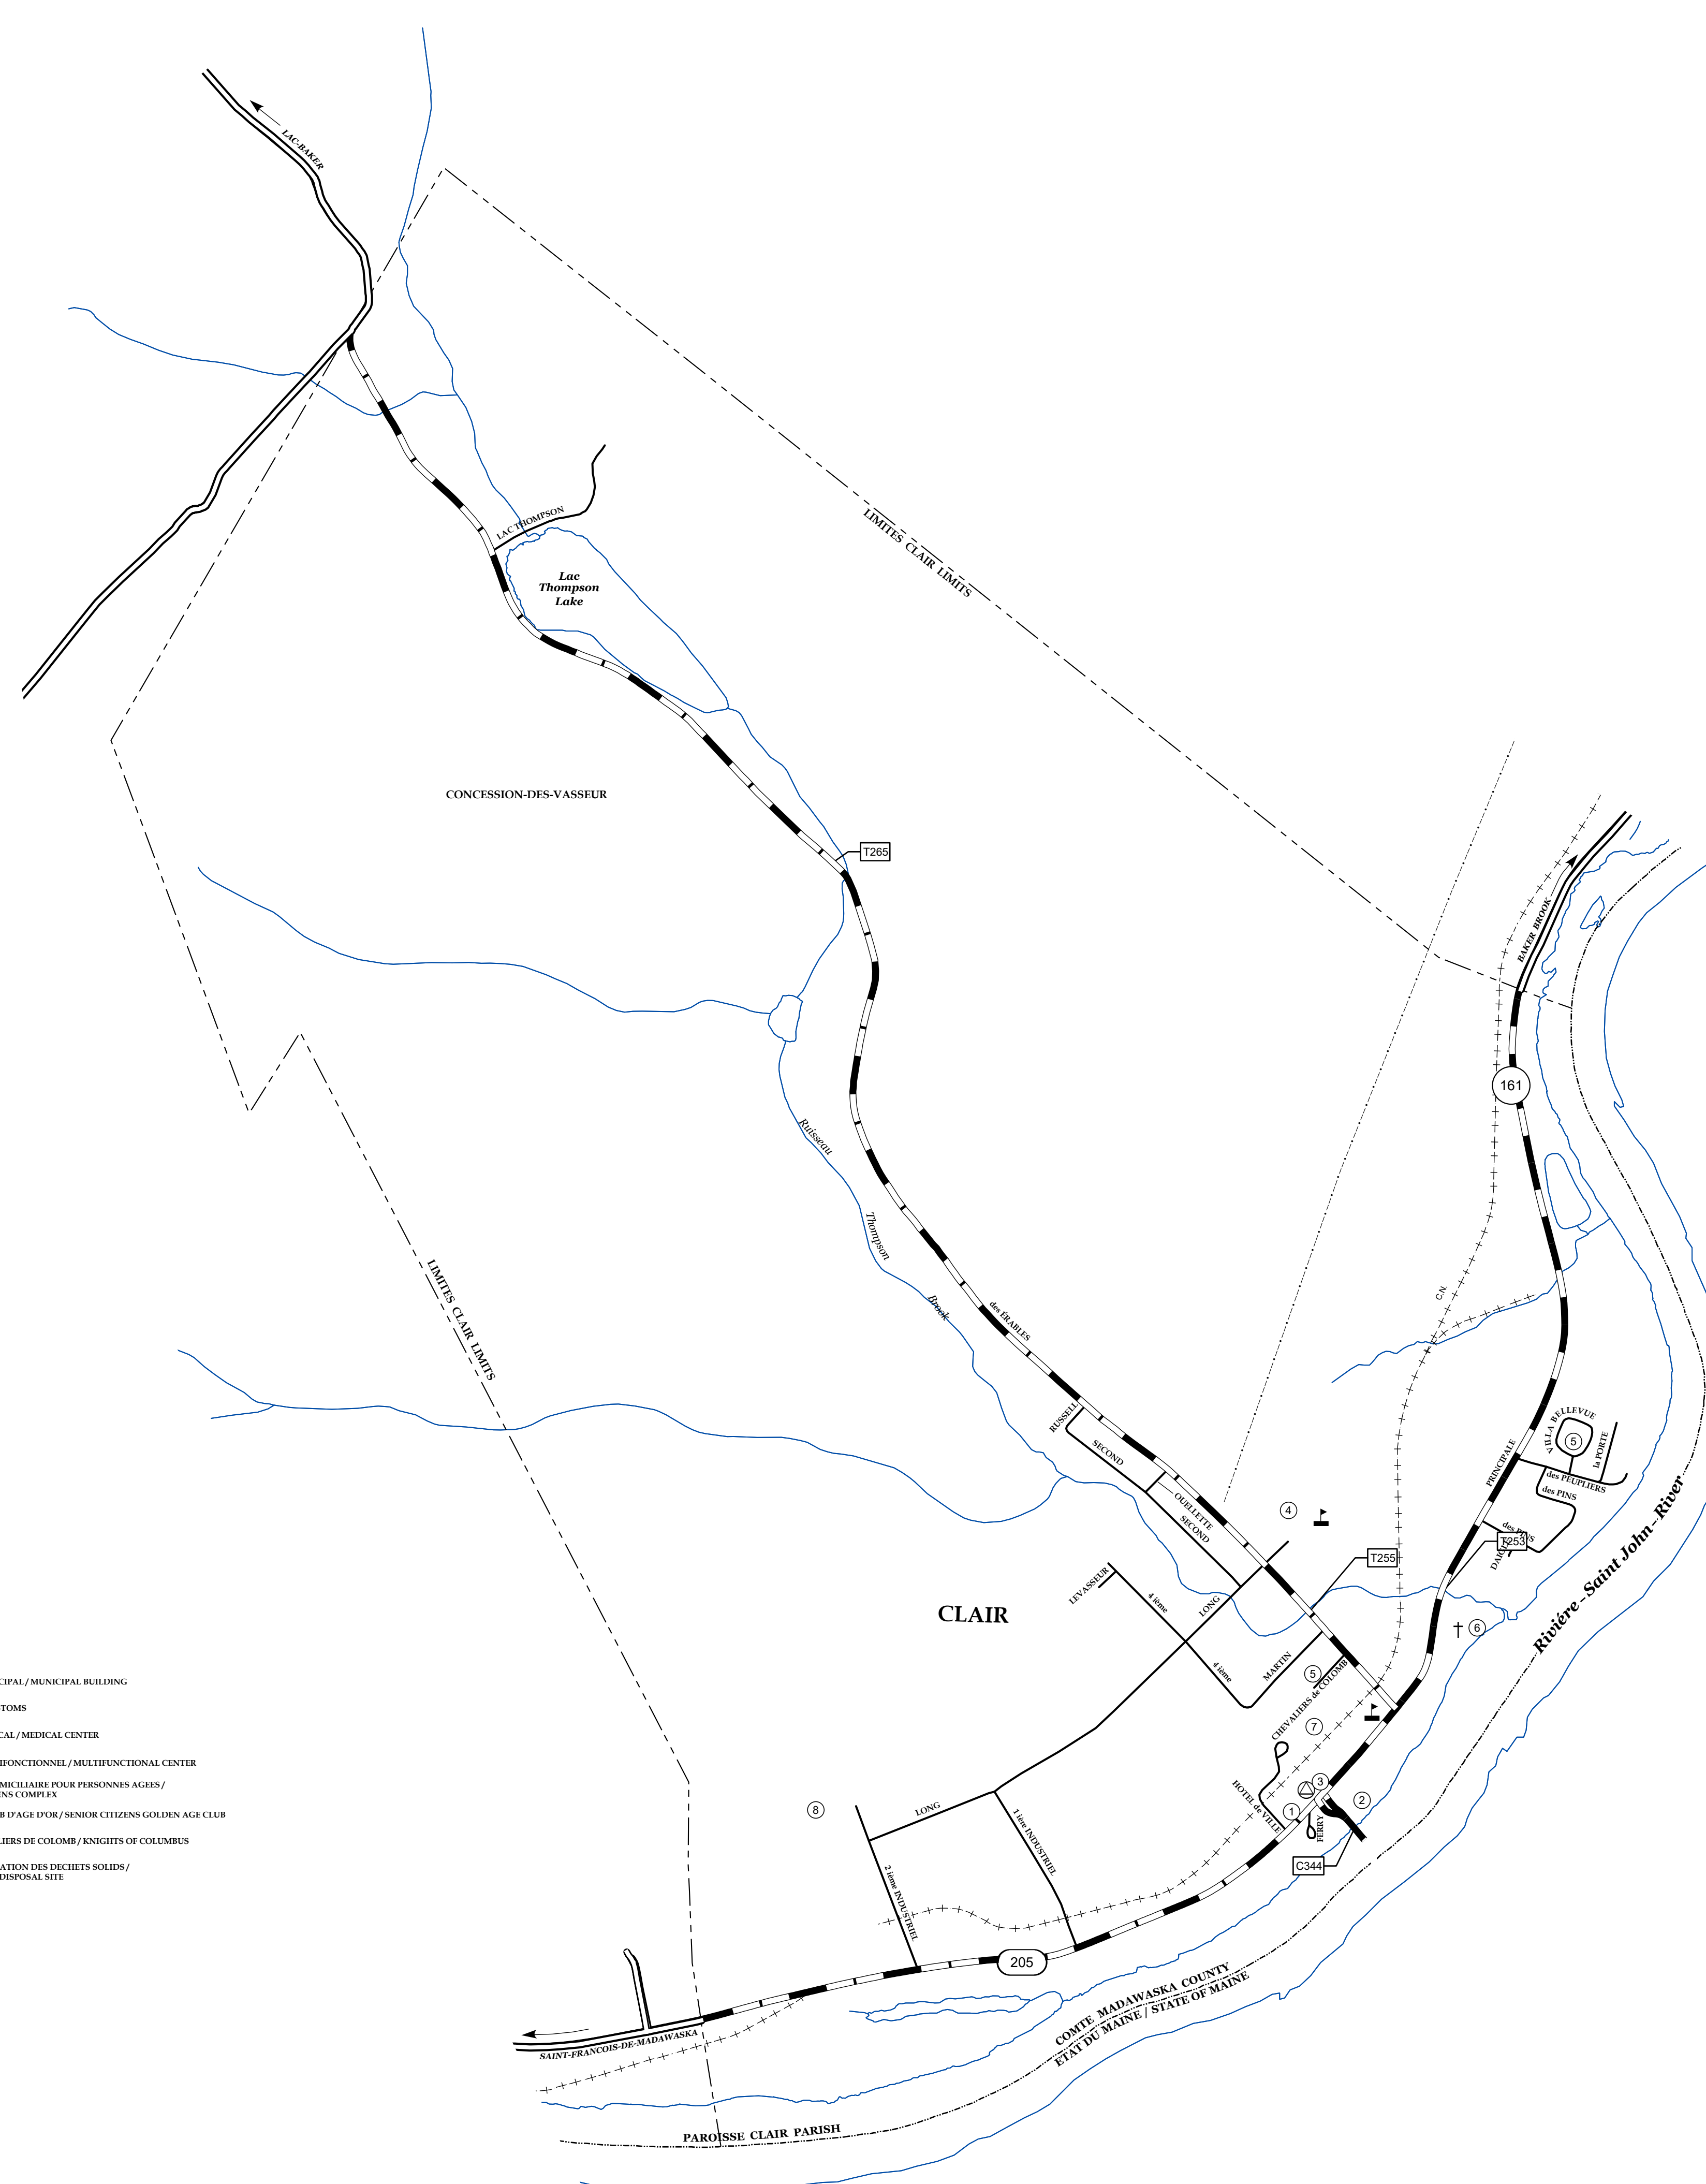 LAC-BAKER
LAC THOMPSON
Lac
Thompson
Lake
LIMITES CLAIR LIMITS
CONCESSION-DES-VASSEUR
T265
BAKER BROOK
161
Ruisseau
Thompson
Brook
LIMITES CLAIR LIMITS
C.N.
des ÉRABLES
RUSSELL
SECOND
OUELLETTE
SECOND
PRINCIPALE
VILLA BELLEVUE
5
la PORTE
des PEUPLIERS
des PINS
des PINS
T253
4
T255
LEVASSEUR
4 ième
LONG
CLAIR
6
Riviére-Saint John-River
4 ième
MARTIN
5
CHEVALIERS de COLOMB
7
HOTEL de VILLE
3
1
2
FERRY
C344
8
LONG
1 ière INDUSTRIEL
2 ième INDUSTRIEL
205
SAINT-FRANCOIS-DE-MADAWASKA
COMTE MADAWASKA COUNTY
ETAT DU MAINE / STATE OF MAINE
PAROISSE CLAIR PARISH
CIPAL / MUNICIPAL BUILDING
TOMS
CAL / MEDICAL CENTER
IFONCTIONNEL / MULTIFUNCTIONAL CENTER
MICILIAIRE POUR PERSONNES AGEES /
ENS COMPLEX
B D'AGE D'OR / SENIOR CITIZENS GOLDEN AGE CLUB
LIERS DE COLOMB / KNIGHTS OF COLUMBUS
ATION DES DECHETS SOLIDS /
DISPOSAL SITE